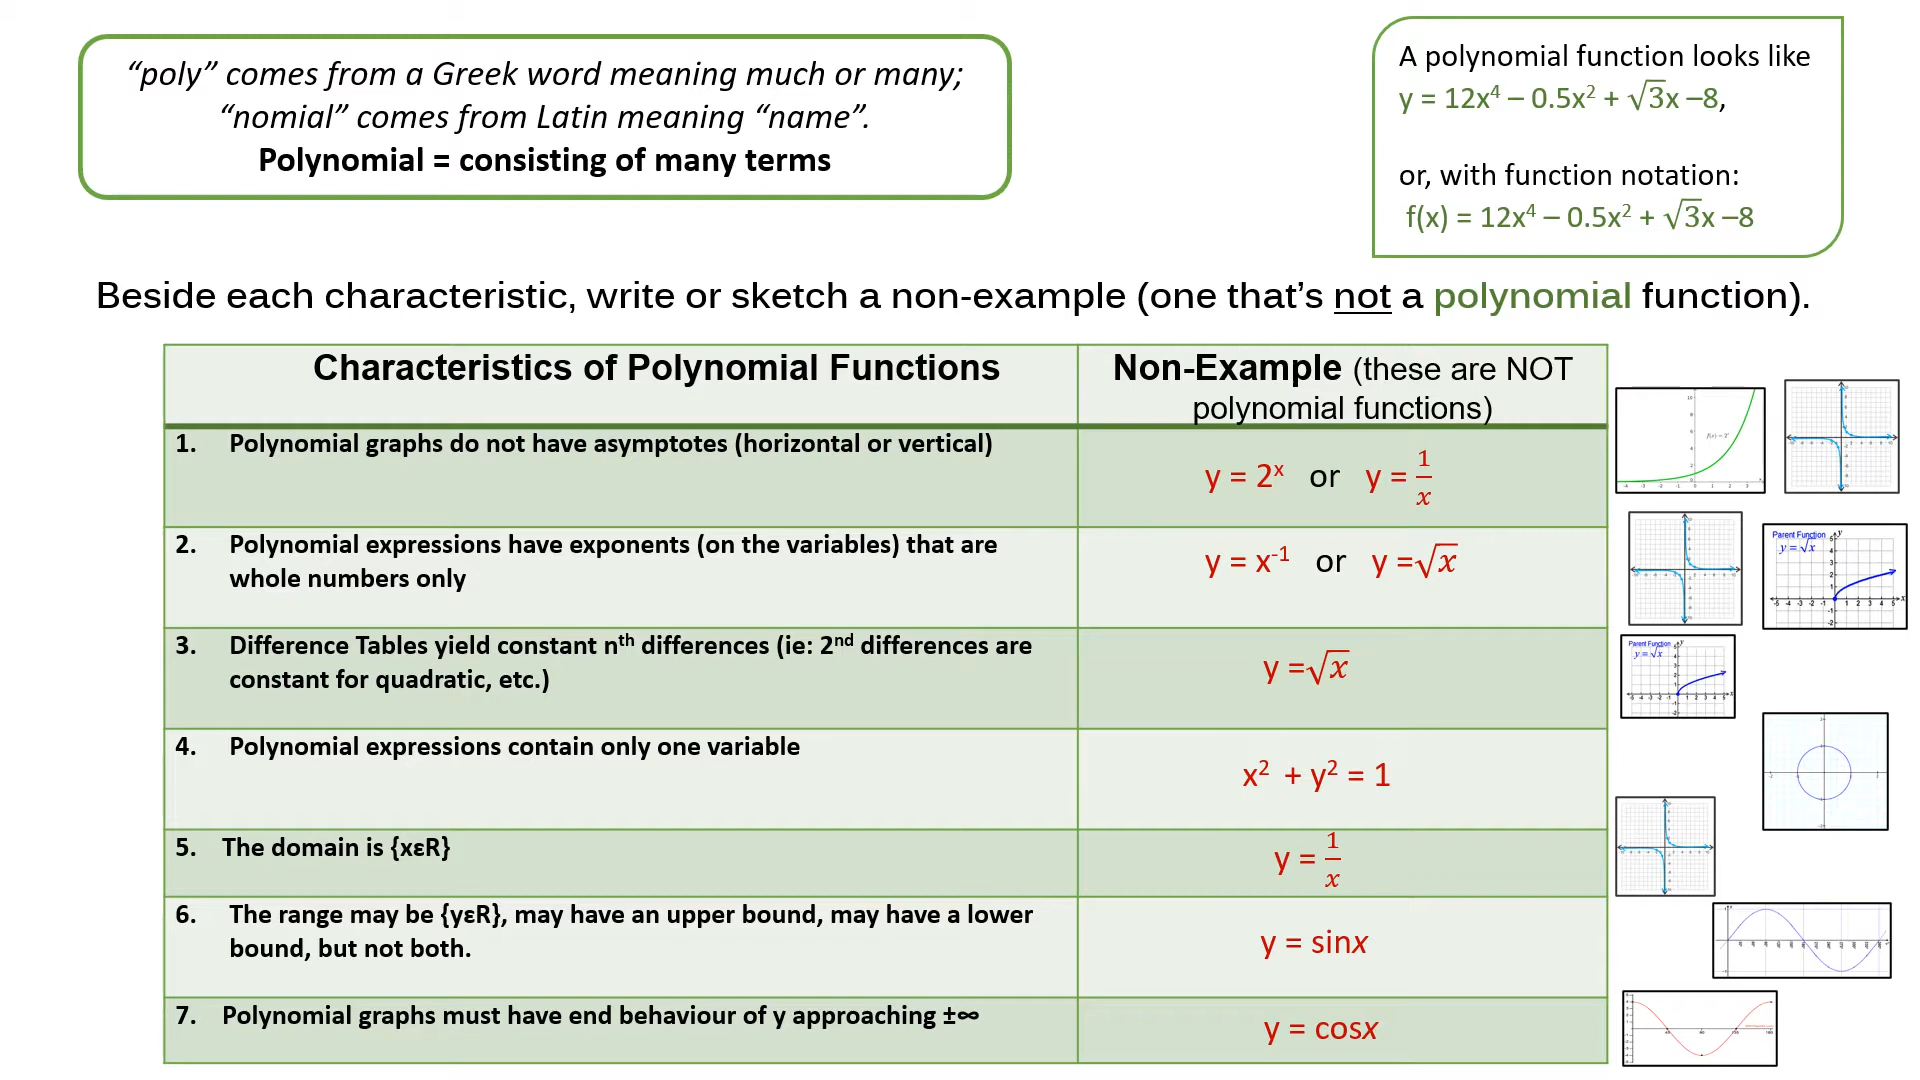 “poly” comes from a Greek word meaning much or many;
“nomial” comes from Latin meaning “name”.
Polynomial = consisting of many terms
A polynomial function looks like
y = 12x⁴ – 0.5x² + √3x –8,
or, with function notation:
f(x) = 12x⁴ – 0.5x² + √3x –8
Beside each characteristic, write or sketch a non-example (one that’s not a polynomial function).
Characteristics of Polynomial Functions
Non-Example (these are NOT
polynomial functions)
1. Polynomial graphs do not have asymptotes (horizontal or vertical)
y = 2ˣ or y = 1/x
2. Polynomial expressions have exponents (on the variables) that are
whole numbers only
y = x⁻¹ or y =√x
3. Difference Tables yield constant nᵗʰ differences (ie: 2ⁿᵈ differences are
constant for quadratic, etc.)
y =√x
4. Polynomial expressions contain only one variable
x² + y² = 1
5. The domain is {xεR}
y = 1/x
6. The range may be {yεR}, may have an upper bound, may have a lower
bound, but not both.
y = sinx
7. Polynomial graphs must have end behaviour of y approaching ±∞
y = cosx
f(x) = 2ˣ
Parent Function
y = √x
Parent Function
y = √x